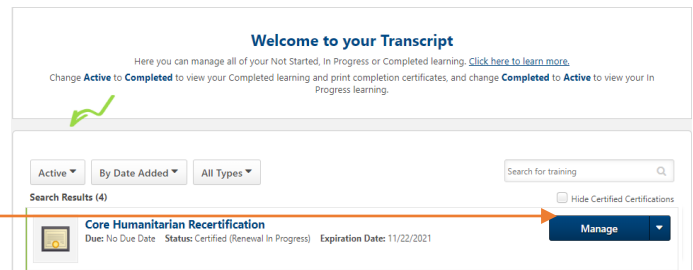 Welcome to your Transcript
Here you can manage all of your Not Started, In Progress or Completed learning. Click here to learn more.
Change Active to Completed to view your Completed learning and print completion certificates, and change Completed to Active to view your In
Progress learning.
Active By Date Added All Types Search for training
Search Results (4) Hide Certified Certifications
Core Humanitarian Recertification
Due: No Due Date Status: Certified (Renewal In Progress) Expiration Date: 11/22/2021
Manage